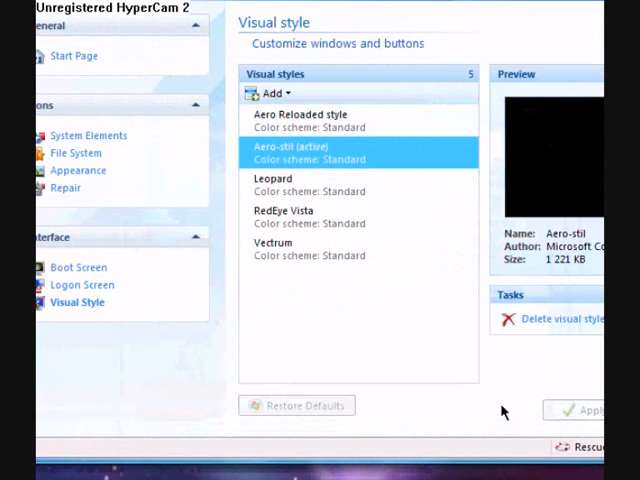 Unregistered HyperCam 2
eneral
Start Page
ons
System Elements
File System
Appearance
Repair
nterface
Boot Screen
Logon Screen
Visual Style
Visual style
Customize windows and buttons
Visual styles 5
Add
Aero Reloaded style
Color scheme: Standard
Aero-stil (active)
Color scheme: Standard
Leopard
Color scheme: Standard
RedEye Vista
Color scheme: Standard
Vectrum
Color scheme: Standard
Restore Defaults
Preview
Name: Aero-stil
Author: Microsoft Co
Size: 1 221 KB
Tasks
Delete visual style
Apply
Rescu